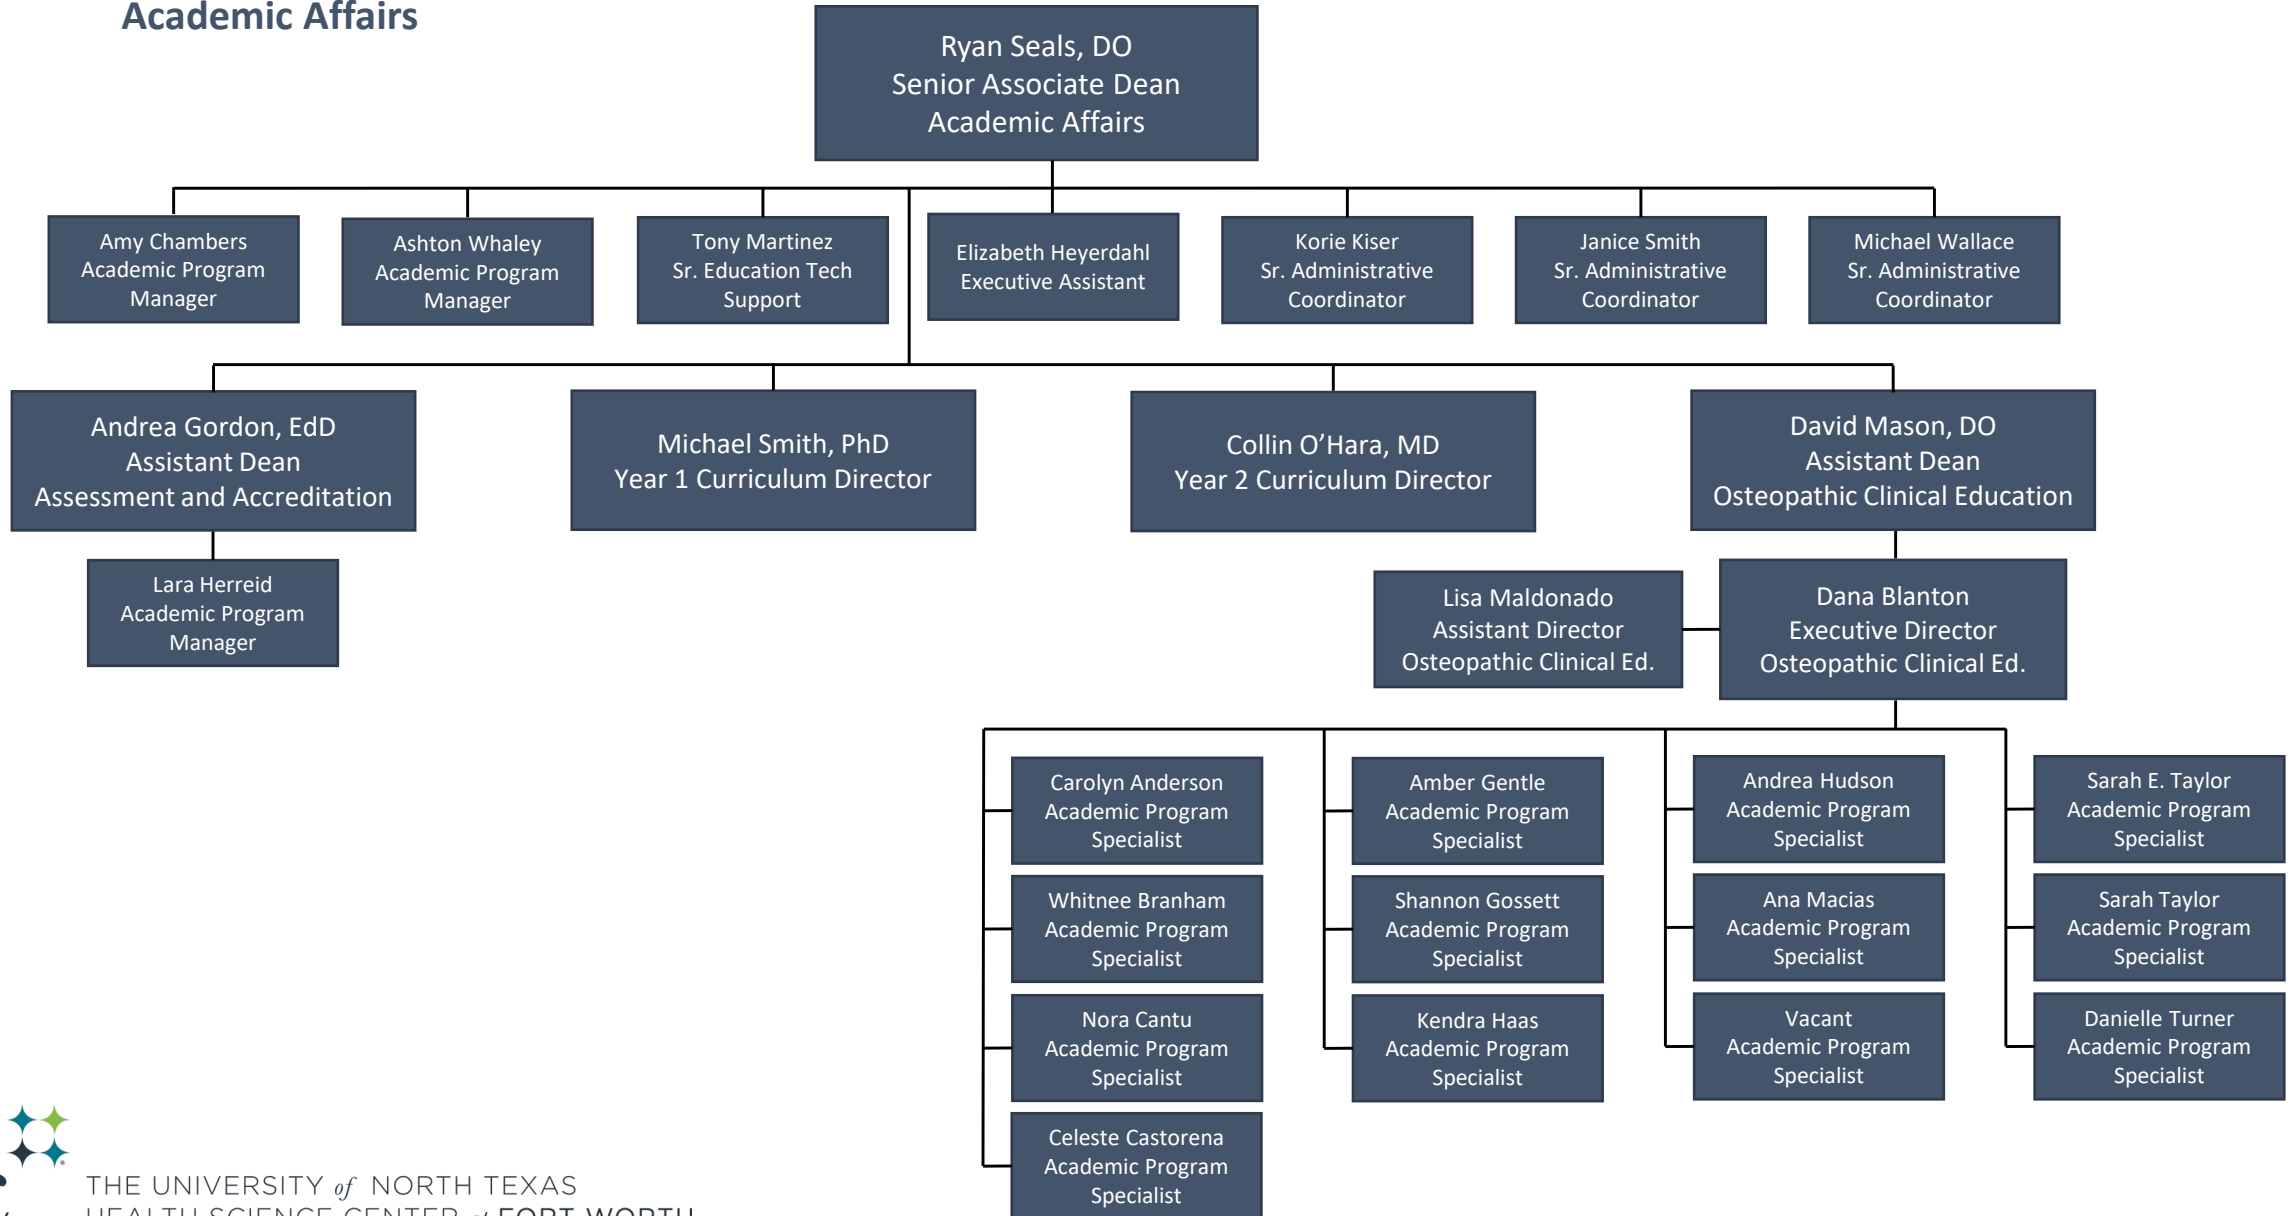 Academic Affairs
Ryan Seals, DO
Senior Associate Dean
Academic Affairs
Amy Chambers
Academic Program
Manager
Ashton Whaley
Academic Program
Manager
Tony Martinez
Sr. Education Tech
Support
Elizabeth Heyerdahl
Executive Assistant
Korie Kiser
Sr. Administrative
Coordinator
Janice Smith
Sr. Administrative
Coordinator
Michael Wallace
Sr. Administrative
Coordinator
Andrea Gordon, EdD
Assistant Dean
Assessment and Accreditation
Michael Smith, PhD
Year 1 Curriculum Director
Collin O’Hara, MD
Year 2 Curriculum Director
David Mason, DO
Assistant Dean
Osteopathic Clinical Education
Lara Herreid
Academic Program
Manager
Lisa Maldonado
Assistant Director
Osteopathic Clinical Ed.
Dana Blanton
Executive Director
Osteopathic Clinical Ed.
Carolyn Anderson
Academic Program
Specialist
Whitnee Branham
Academic Program
Specialist
Nora Cantu
Academic Program
Specialist
Celeste Castorena
Academic Program
Specialist
Amber Gentle
Academic Program
Specialist
Shannon Gossett
Academic Program
Specialist
Kendra Haas
Academic Program
Specialist
Andrea Hudson
Academic Program
Specialist
Ana Macias
Academic Program
Specialist
Vacant
Academic Program
Specialist
Sarah E. Taylor
Academic Program
Specialist
Sarah Taylor
Academic Program
Specialist
Danielle Turner
Academic Program
Specialist
THE UNIVERSITY of NORTH TEXAS
HEALTH SCIENCE CENTER at FORT WORTH